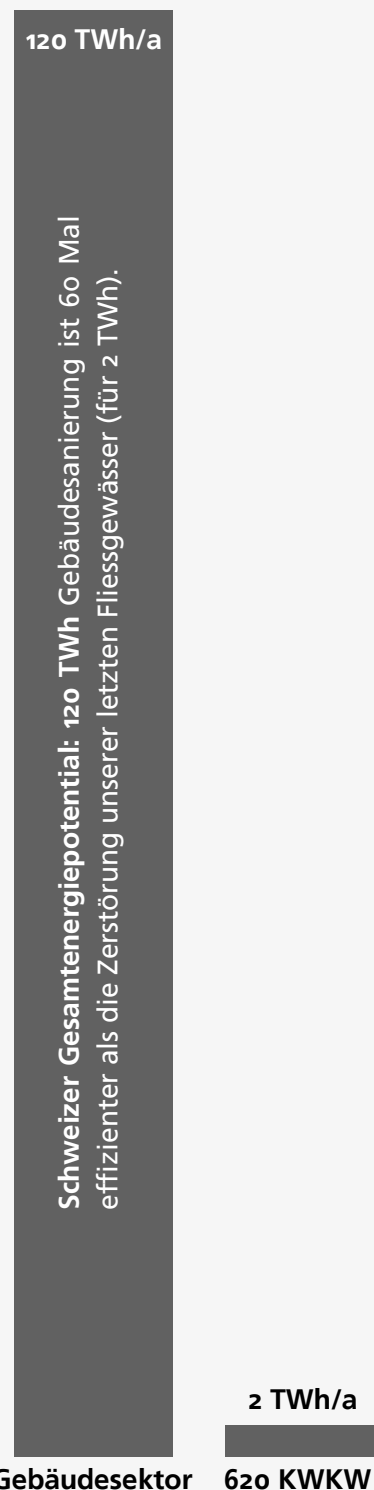 120 TWh/a
Schweizer Gesamtenergiepotential: 120 TWh Gebäudesanierung ist 60 Mal
effizienter als die Zerstörung unserer letzten Fliessgewässer (für 2 TWh).
2 TWh/a
Gebäudesektor 620 KWKW